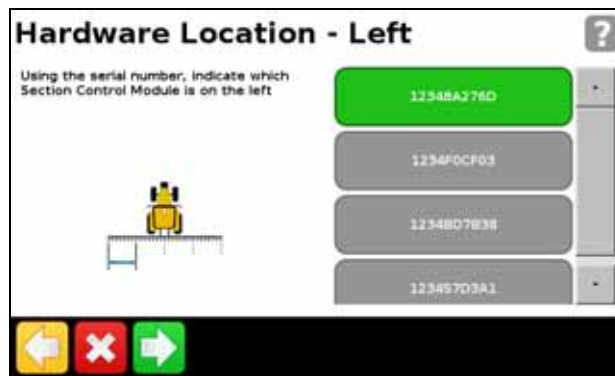 Hardware Location - Left
?
Using the serial number, indicate which
Section Control Module is on the left
12348A276D
1234F0CF03
1234BD7B38
123457D3A1